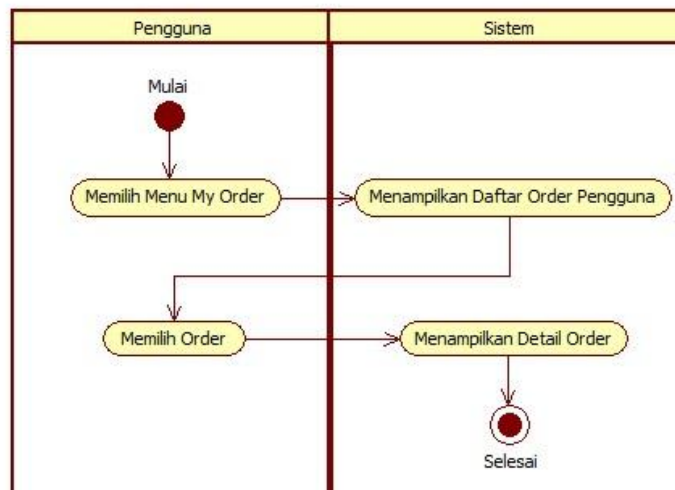 Pengguna
Sistem
Mulai
Memilih Menu My Order
Menampilkan Daftar Order Pengguna
Memilih Order
Menampilkan Detail Order
Selesai